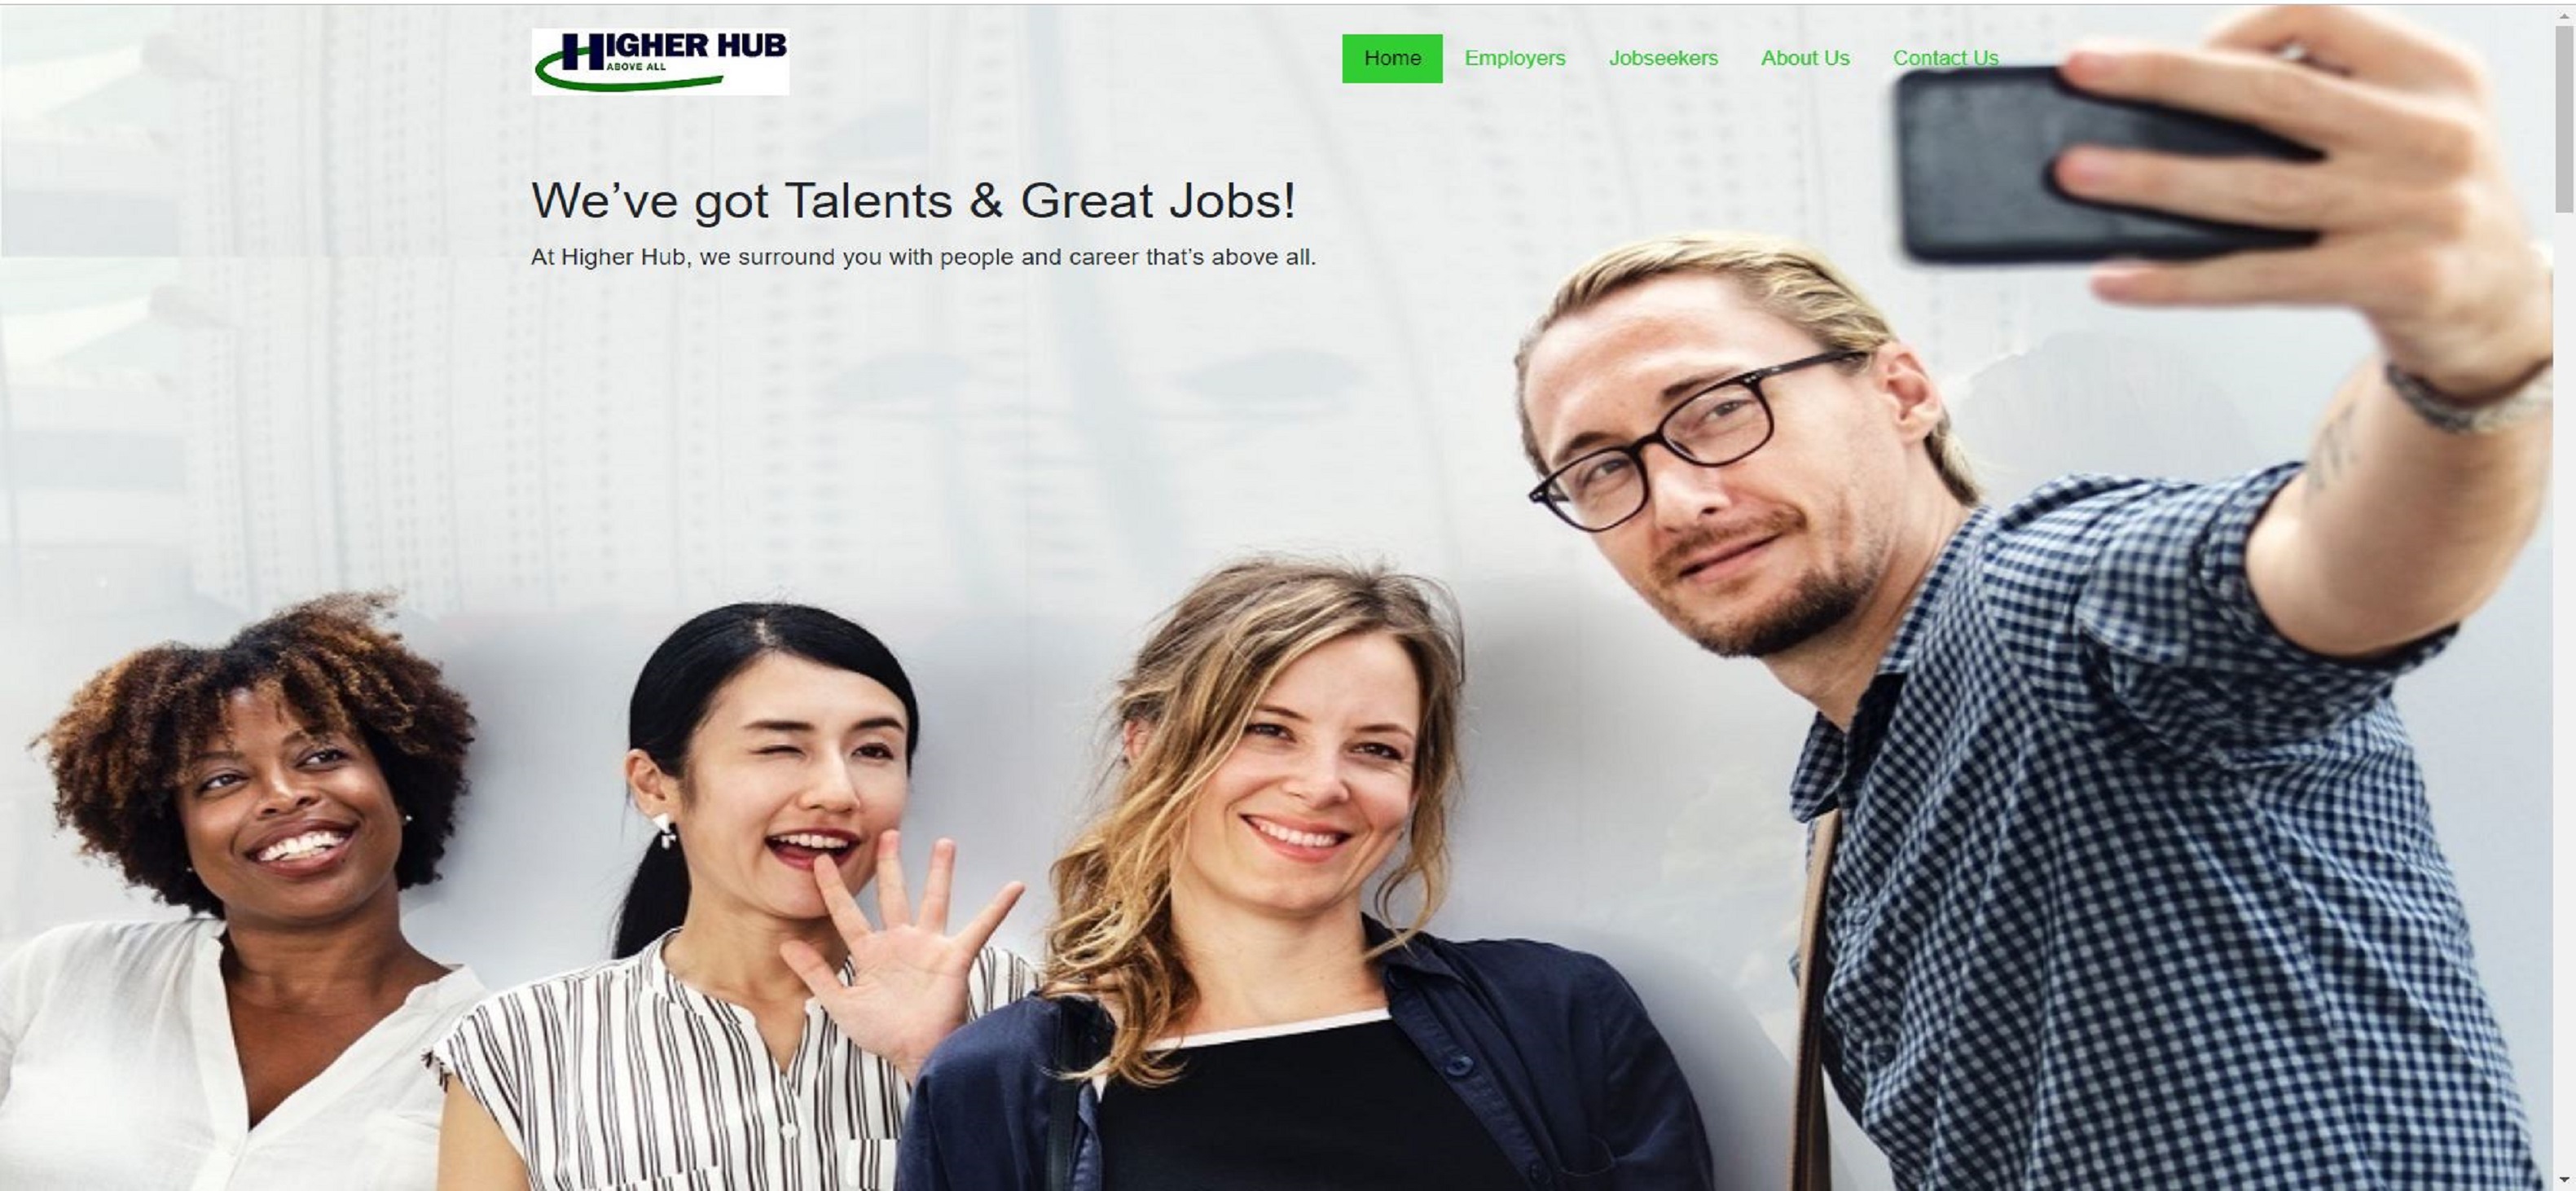 HIGHER HUB
ABOVE ALL
Home Employers Jobseekers About Us Contact Us
We’ve got Talents & Great Jobs!
At Higher Hub, we surround you with people and career that’s above all.